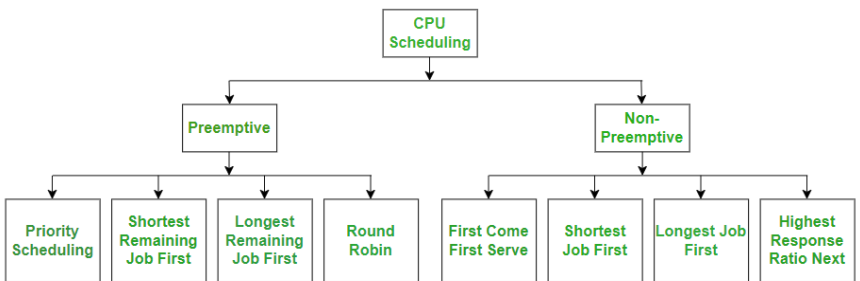 CPU
Scheduling
Preemptive
Non-
Preemptive
Priority
Scheduling
Shortest
Remaining
Job First
Longest
Remaining
Job First
Round
Robin
First Come
First Serve
Shortest
Job First
Longest Job
First
Highest
Response
Ratio Next